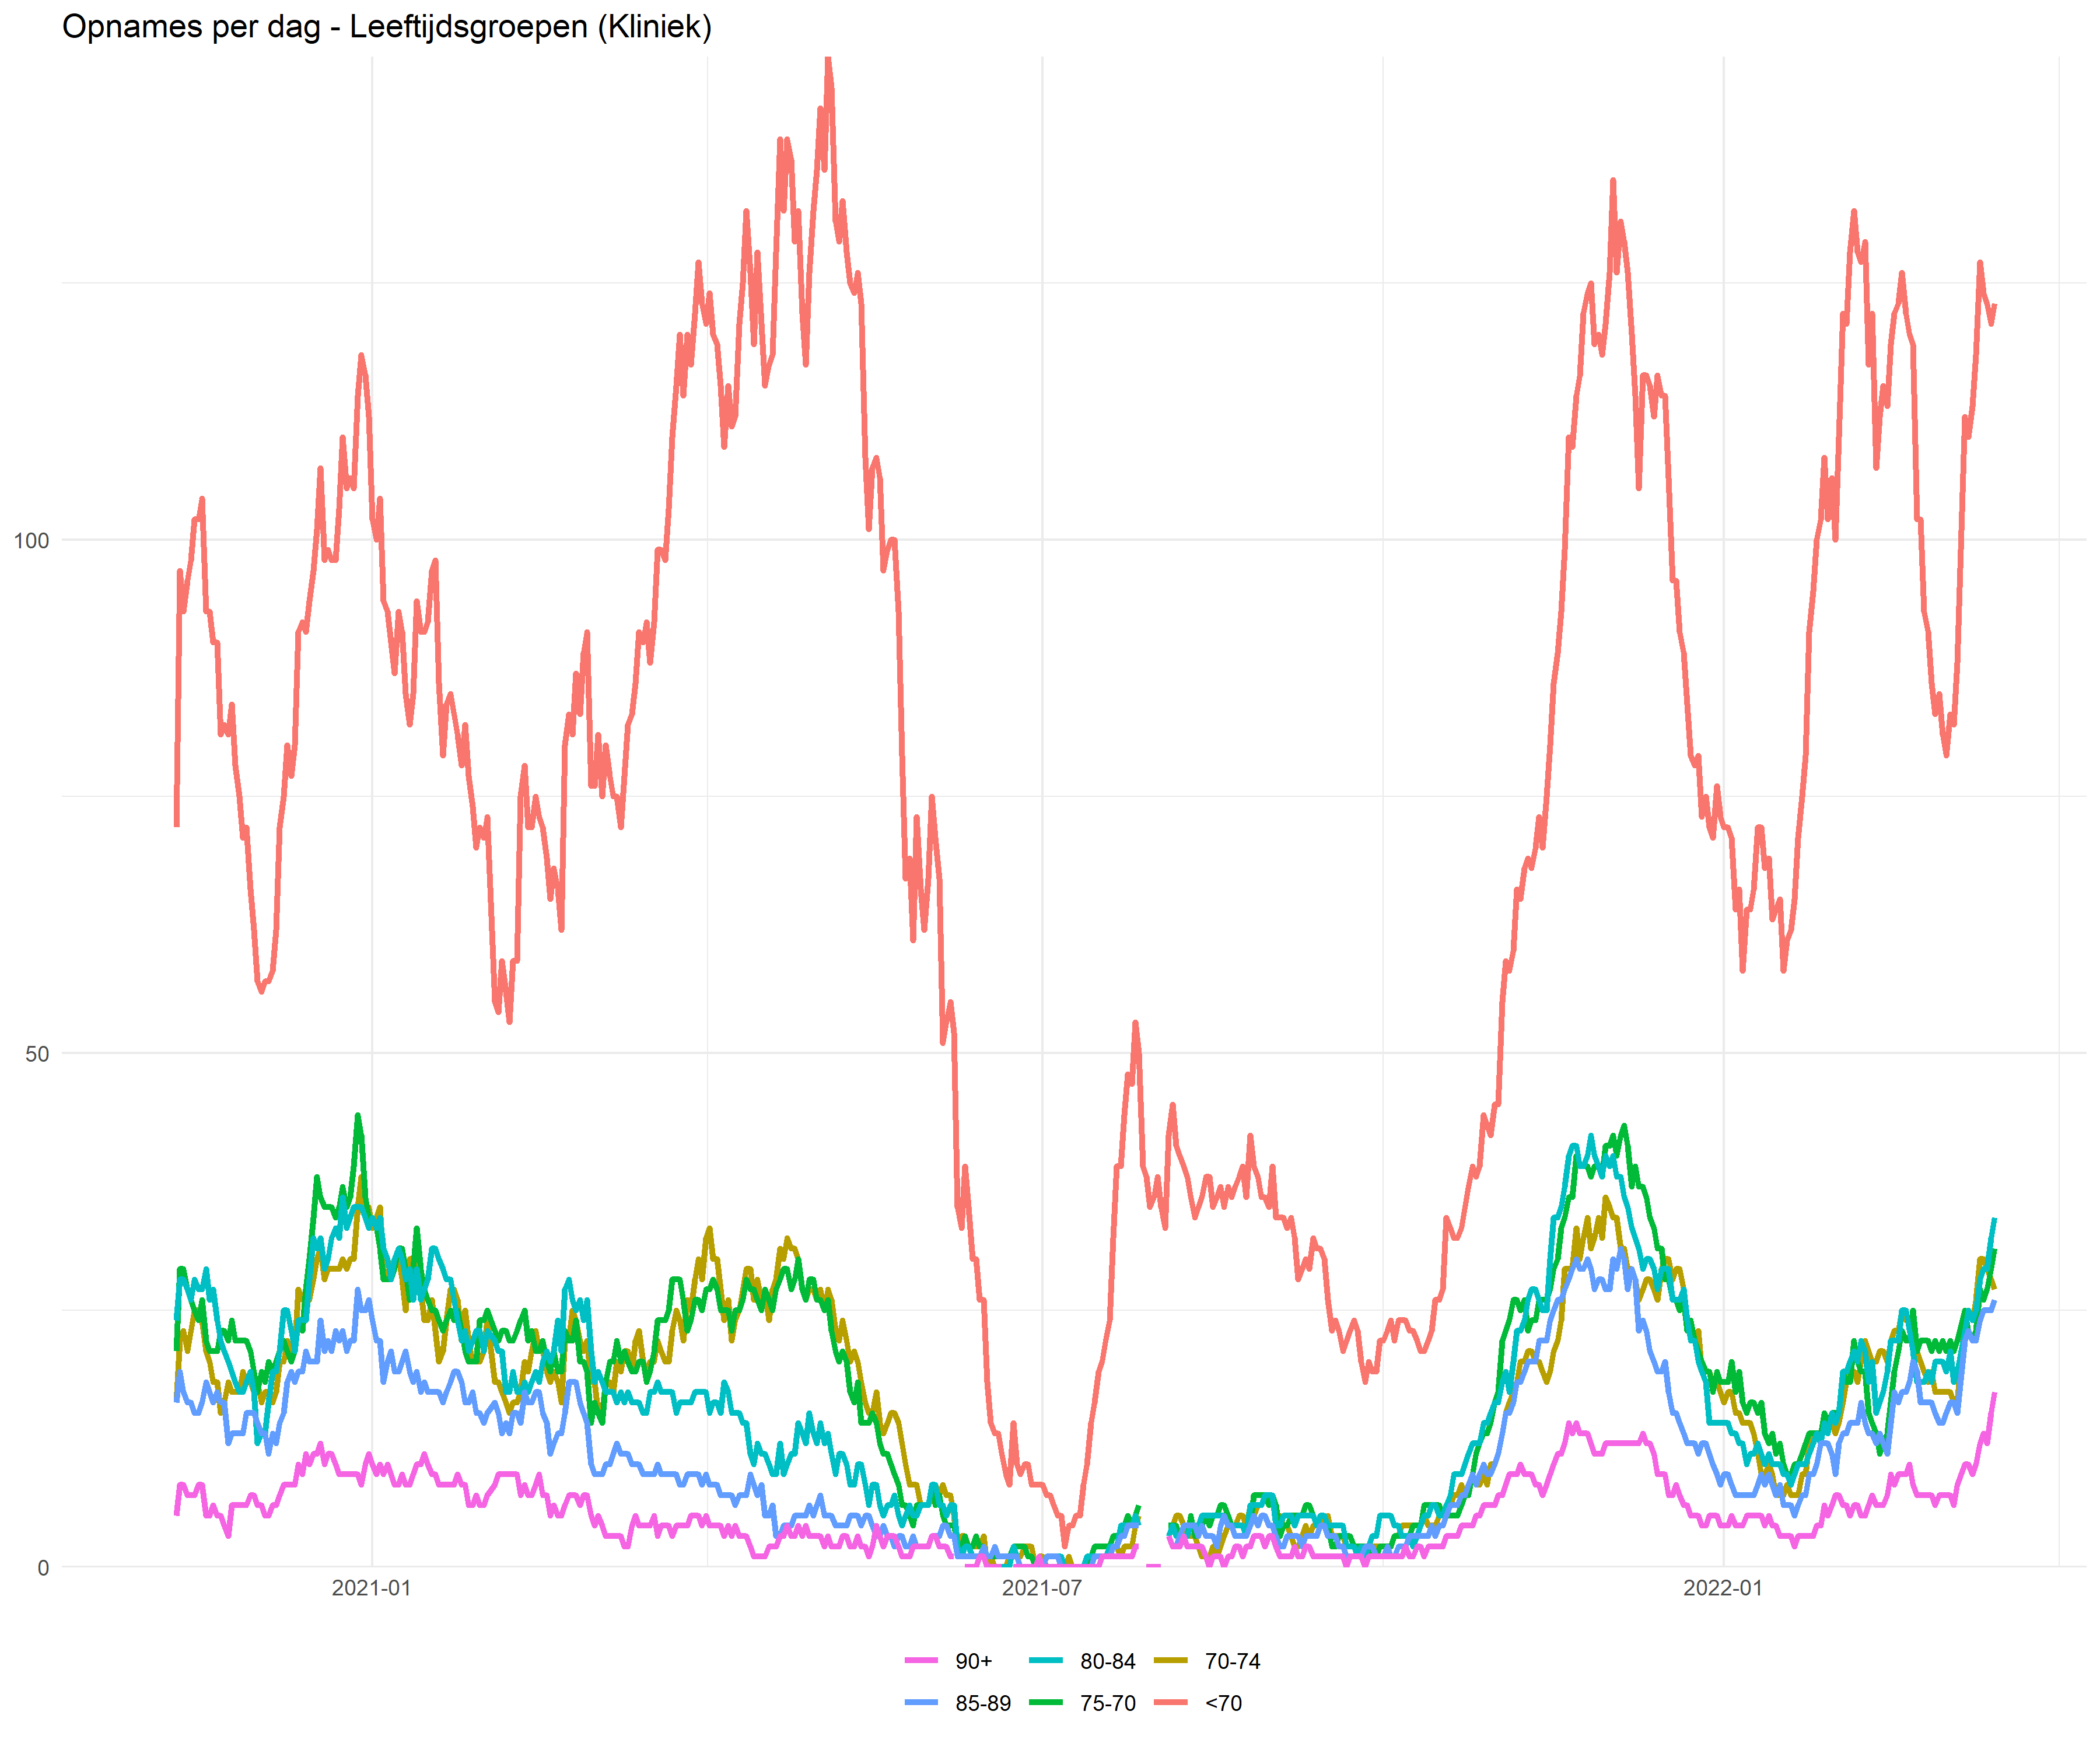 Opnames per dag - Leeftijdsgroepen (Kliniek)
100
50
0
2021-01 2021-07 2022-01
90+ 80-84 70-74
85-89 75-70 <70